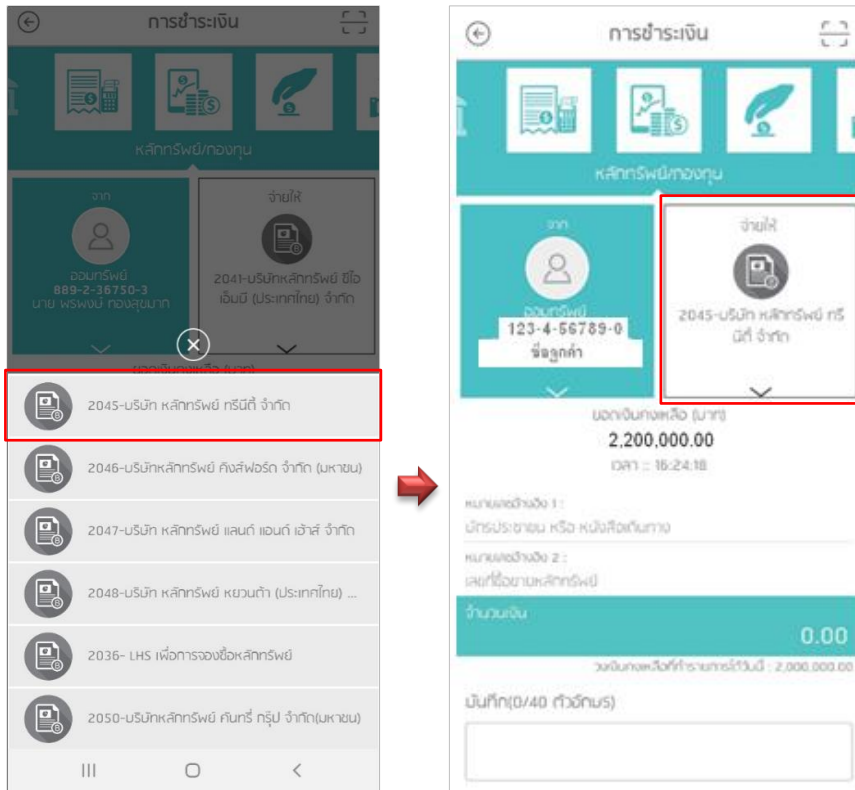 การชำระเงิน
หลักทรัพย์/กองทุน
จาก
ออมทรัพย์
889-2-36750-3
นาย พรพงษ์ ทองสุขมาก
จ่ายให้
2041-บริษัทหลักทรัพย์ ซีไอ
เอ็มบี (ประเทศไทย) จำกัด
ยอดเงินคงเหลือ (บาท)
2045-บริษัท หลักทรัพย์ ทรีนีตี้ จำกัด
2046-บริษัทหลักทรัพย์ คิงส์ฟอร์ด จำกัด (มหาชน)
2047-บริษัท หลักทรัพย์ แลนด์ แอนด์ เฮ้าส์ จำกัด
2048-บริษัท หลักทรัพย์ หยวนต้า (ประเทศไทย) ...
2036- LHS เพื่อการจองซื้อหลักทรัพย์
2050-บริษัทหลักทรัพย์ คันทรี่ กรุ๊ป จำกัด(มหาชน)
การชำระเงิน
หลักทรัพย์/กองทุน
จาก
ออมทรัพย์
123-4-56789-0
ชื่อลูกค้า
จ่ายให้
2045-บริษัท หลักทรัพย์ ทรี
นีตี้ จำกัด
ยอดเงินคงเหลือ (บาท)
2,200,000.00
เวลา :: 16:24:18
หมายเลขอ้างอิง 1 :
บัตรประชาชน หรือ หนังสือเดินทาง
หมายเลขอ้างอิง 2 :
เลขที่ซื้อขายหลักทรัพย์
จำนวนเงิน
0.00
วงเงินคงเหลือที่ทำรายการได้วันนี้ : 2,000,000.00
บันทึก(0/40 ตัวอักษร)